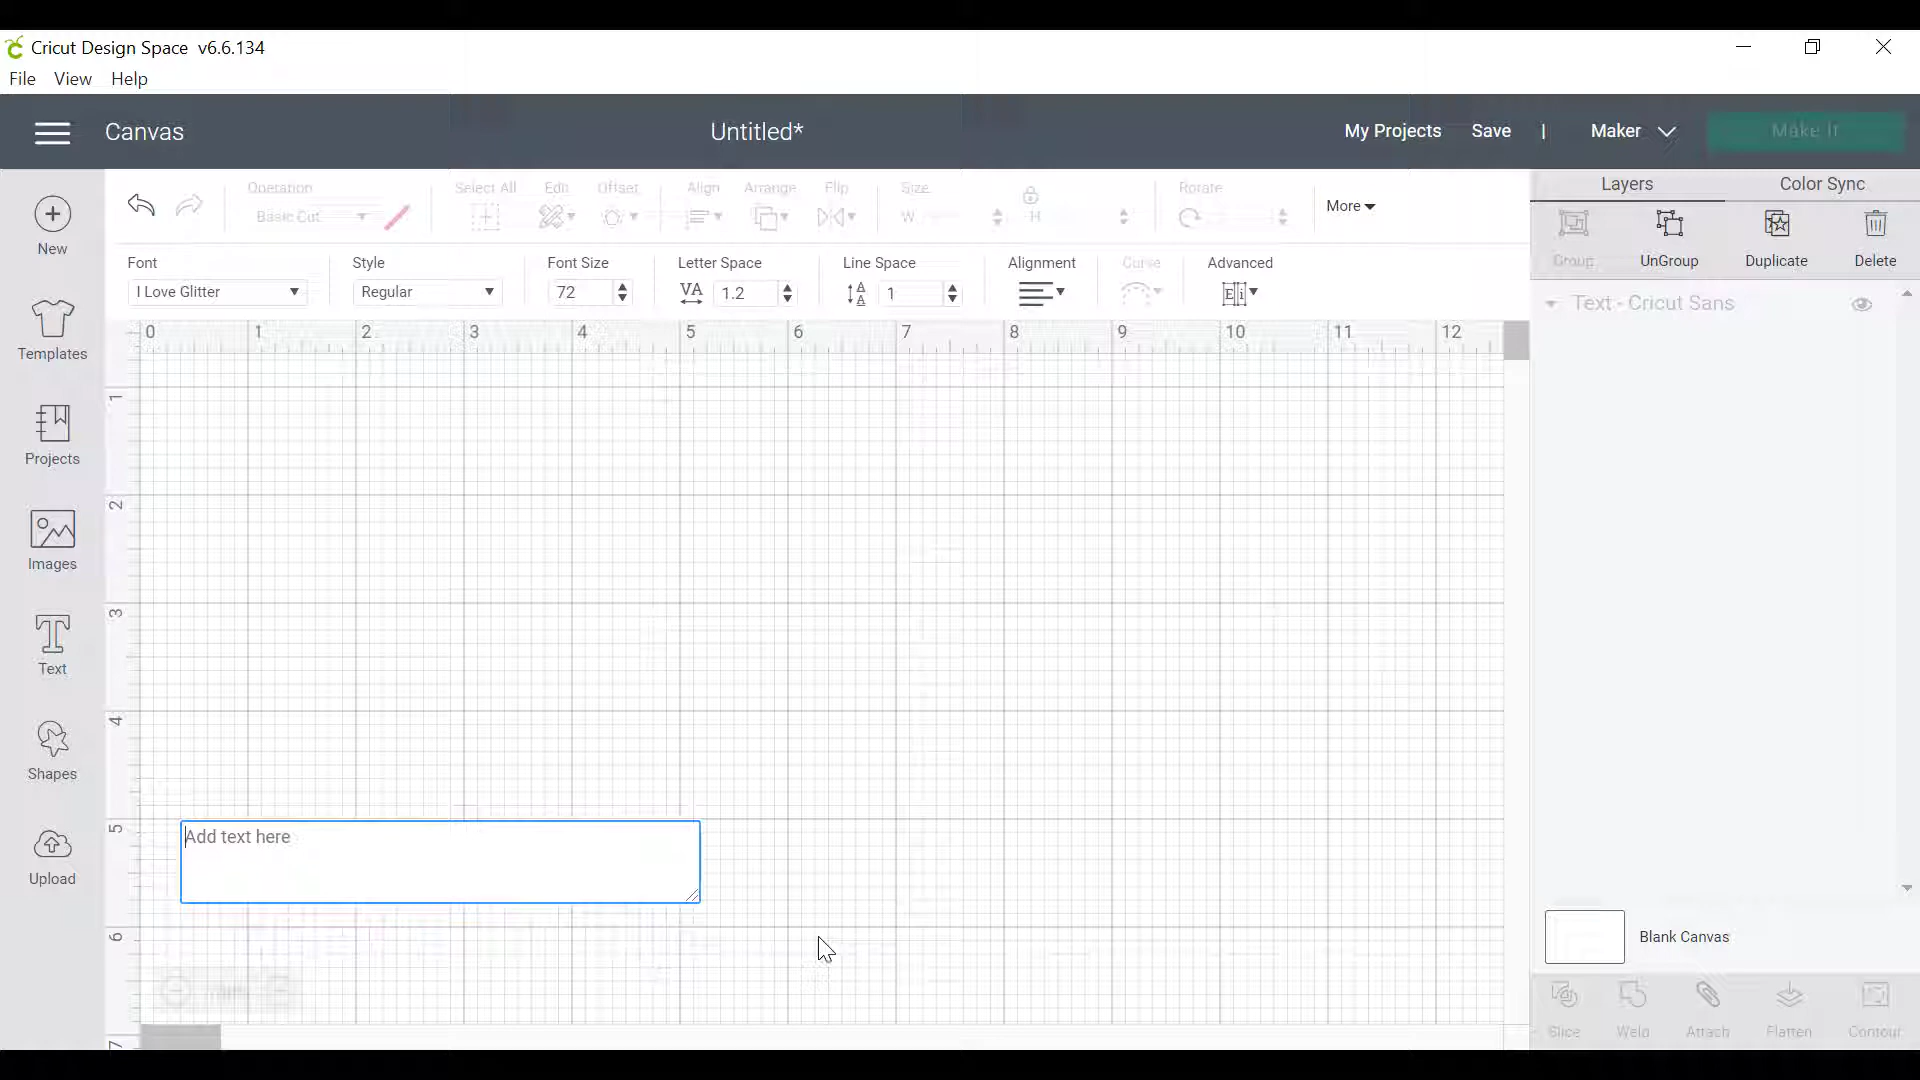 Cricut Design Space v6.6.134
File View Help
Canvas
Untitled*
My Projects Save | Maker Make It
New
Templates
Projects
Images
Text
Shapes
Upload
Operation Select All Edit Offset Align Arrange Flip Size Rotate
Basic Cut W H More
Font Style Font Size Letter Space Line Space Alignment Curve Advanced
I Love Glitter Regular 72 VA 1.2 1
0 1 2 3 4 5 6 7 8 9 10 11 12
1
2
3
4
5
6
7
Add text here
Layers Color Sync
Group UnGroup Duplicate Delete
Text - Cricut Sans
Blank Canvas
Slice Weld Attach Flatten Contour